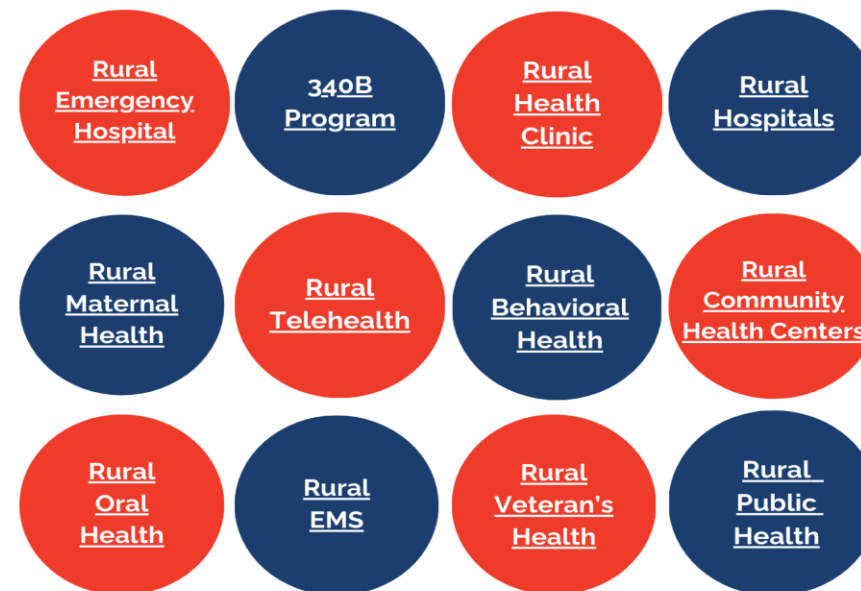 Rural
Emergency
Hospital
340B
Program
Rural
Health
Clinic
Rural
Hospitals
Rural
Maternal
Health
Rural
Telehealth
Rural
Behavioral
Health
Rural
Community
Health Centers
Rural
Oral
Health
Rural
EMS
Rural
Veteran's
Health
Rural
Public
Health